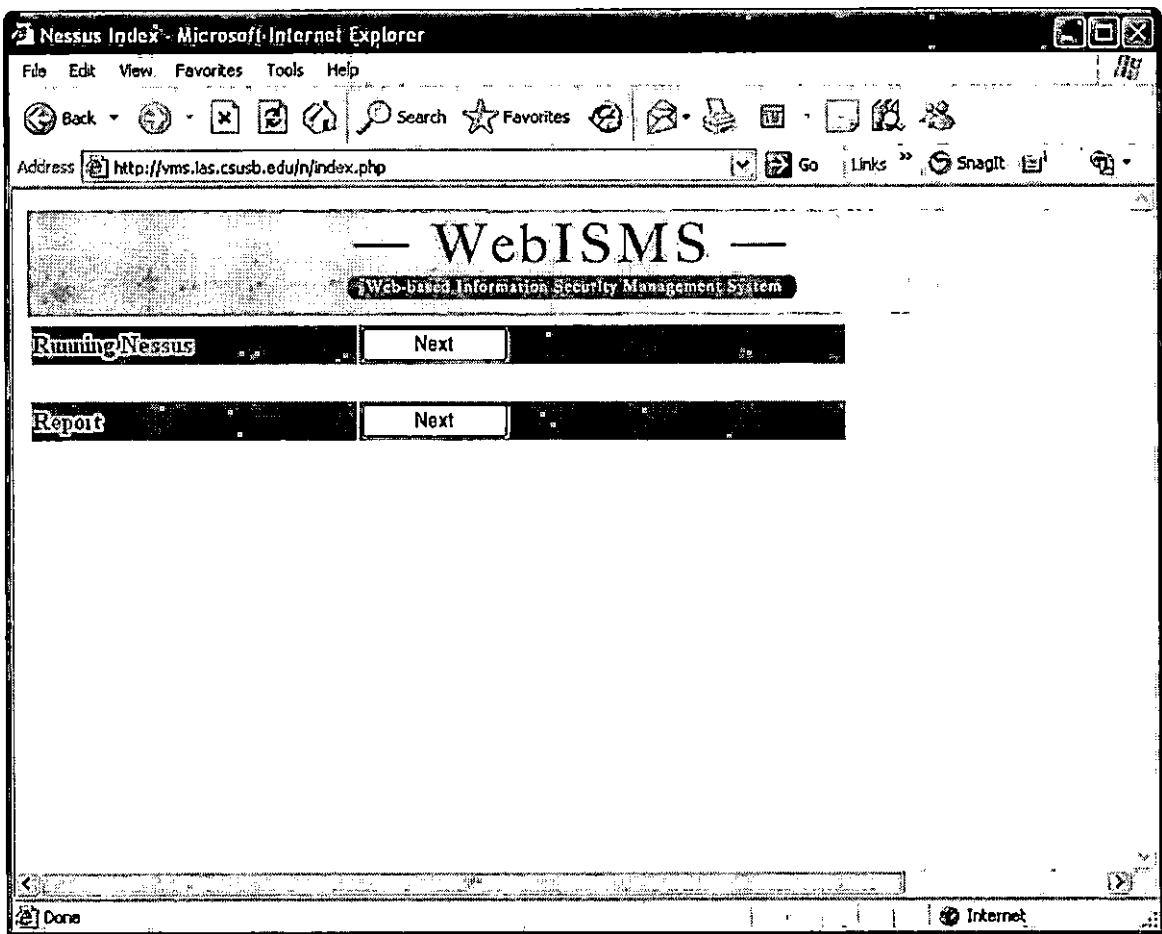 Nessus Index - Microsoft Internet Explorer
File Edit View Favorites Tools Help
Back Search Favorites
Address http://vms.las.csusb.edu/n/index.php Go Links » SnagIt
— WebISMS —
Web-based Information Security Management System
Running Nessus Next
Report Next
Done Internet